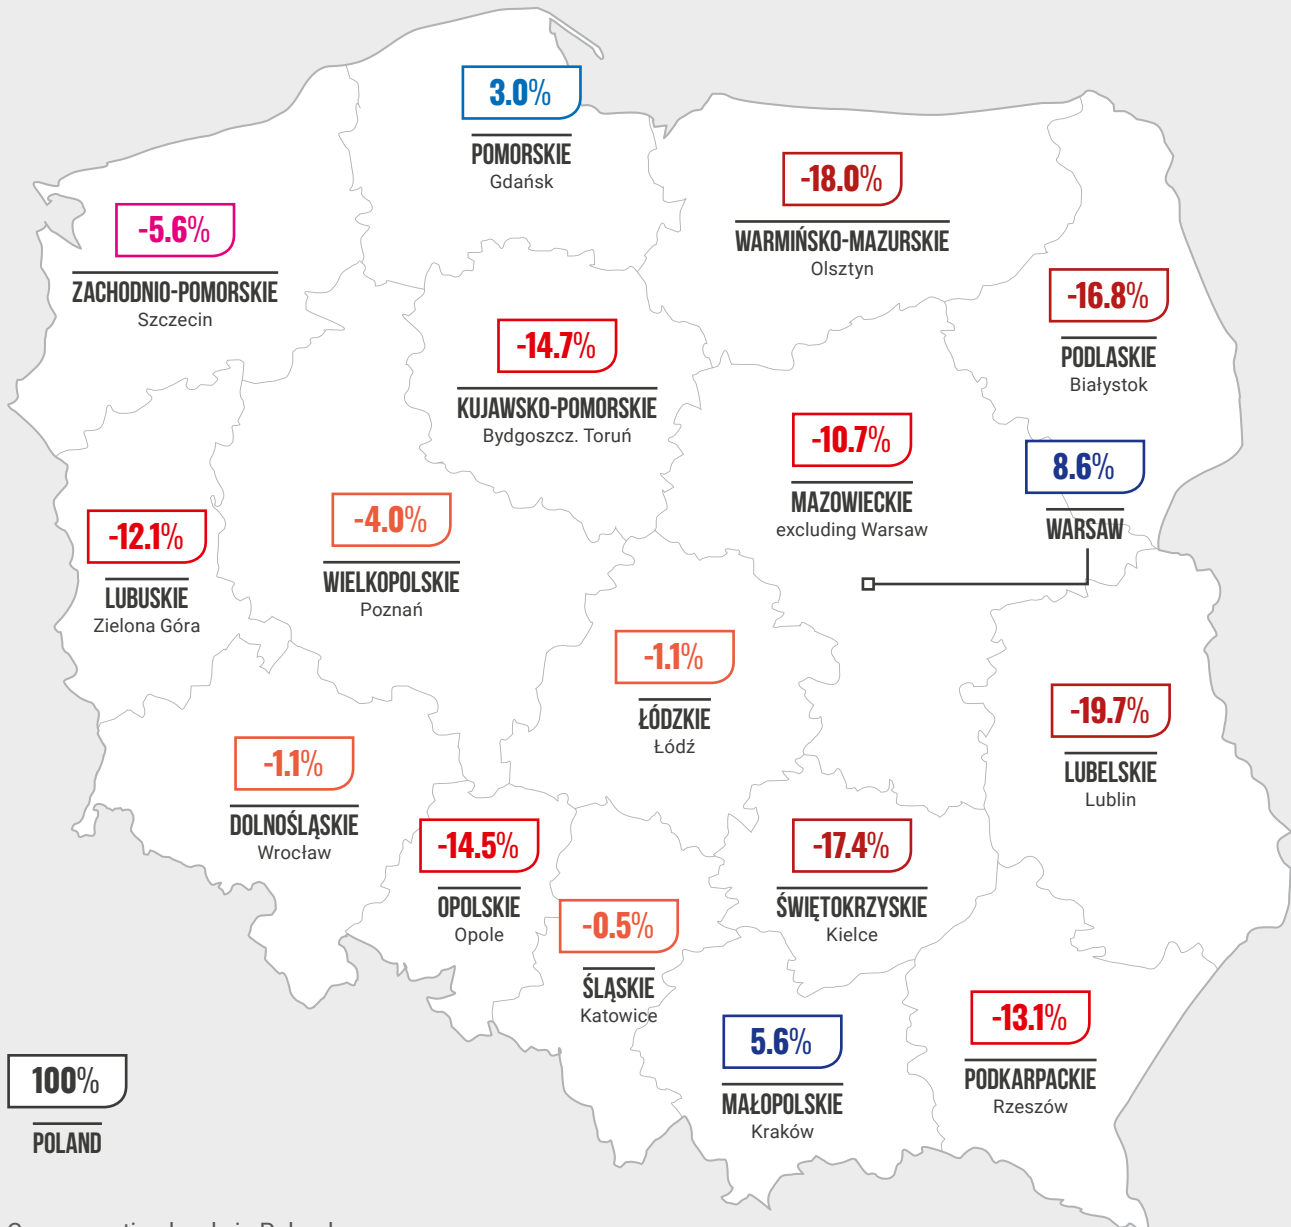 3.0%
POMORSKIE
Gdańsk
-18.0%
WARMIŃSKO-MAZURSKIE
Olsztyn
-5.6%
ZACHODNIO-POMORSKIE
Szczecin
-16.8%
PODLASKIE
Białystok
-14.7%
KUJAWSKO-POMORSKIE
Bydgoszcz. Toruń
-10.7%
MAZOWIECKIE
excluding Warsaw
8.6%
WARSAW
-12.1%
LUBUSKIE
Zielona Góra
-4.0%
WIELKOPOLSKIE
Poznań
-1.1%
ŁÓDZKIE
Łódź
-19.7%
LUBELSKIE
Lublin
-1.1%
DOLNOŚLĄSKIE
Wrocław
-14.5%
OPOLSKIE
Opole
-17.4%
ŚWIĘTOKRZYSKIE
Kielce
-0.5%
ŚLĄSKIE
Katowice
5.6%
MAŁOPOLSKIE
Kraków
-13.1%
PODKARPACKIE
Rzeszów
100%
POLAND